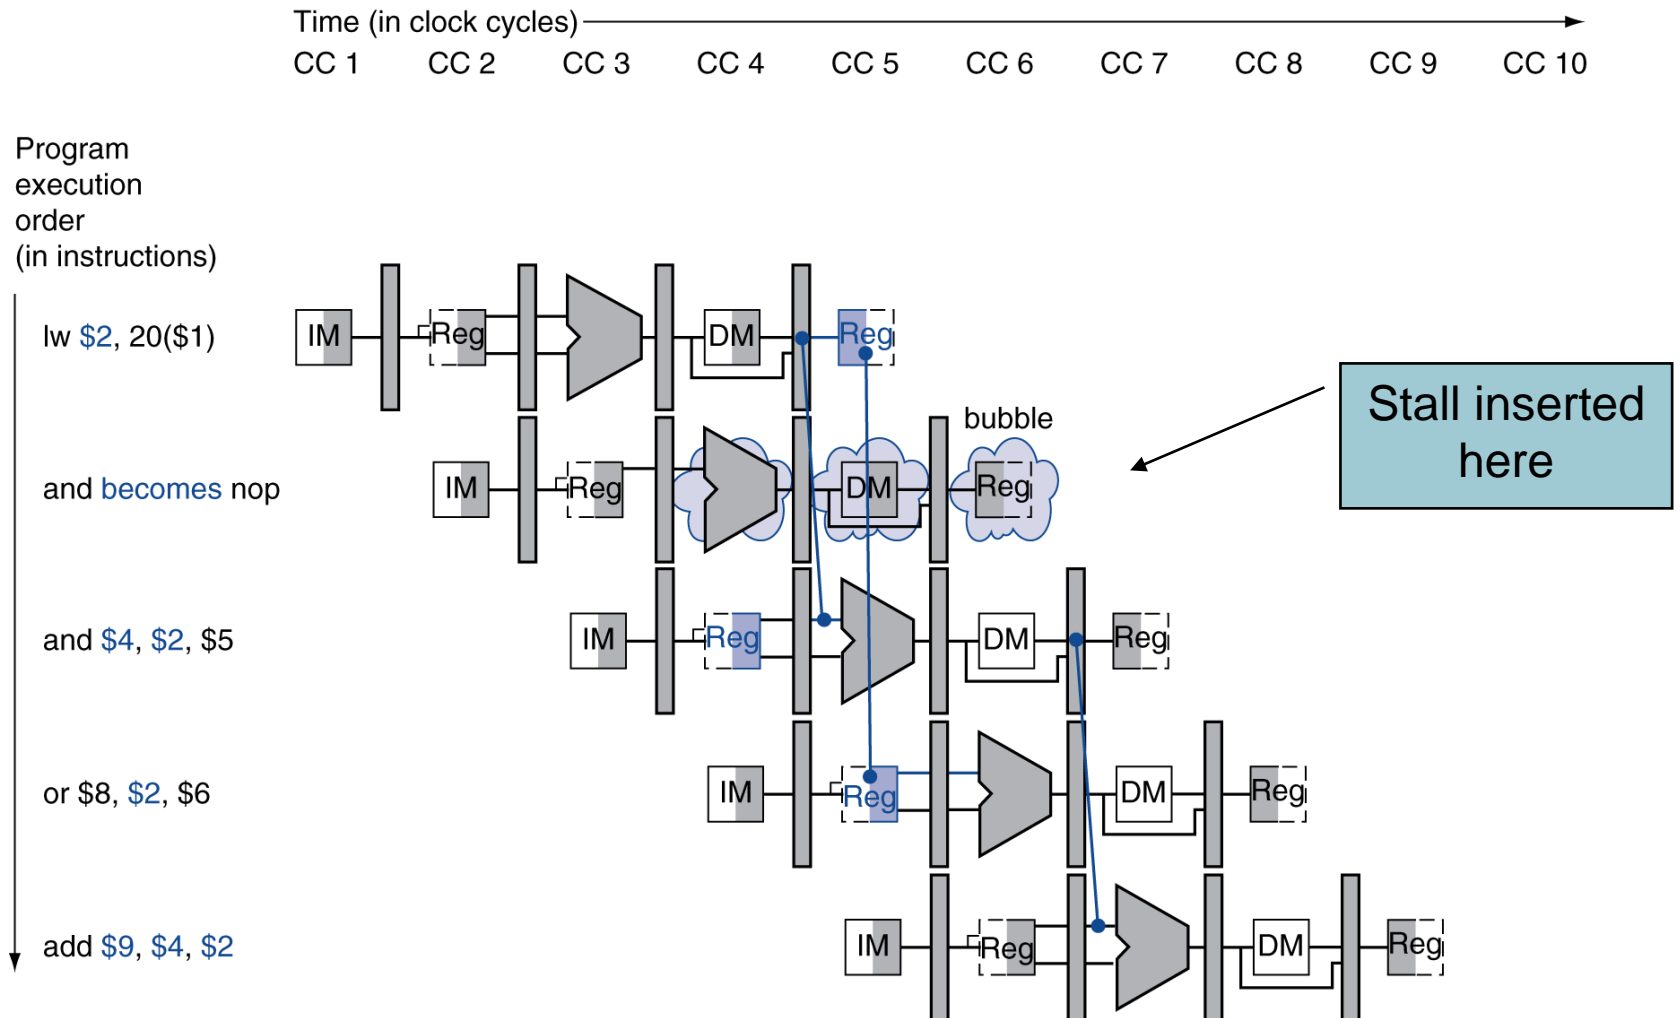 Time (in clock cycles)
CC 1 CC 2 CC 3 CC 4 CC 5 CC 6 CC 7 CC 8 CC 9 CC 10
Program
execution
order
(in instructions)
lw $2, 20($1)
IM Reg DM Reg
bubble
Stall inserted
here
and becomes nop
IM Reg DM Reg
and $4, $2, $5
IM Reg DM Reg
or $8, $2, $6
IM Reg DM Reg
add $9, $4, $2
IM Reg DM Reg